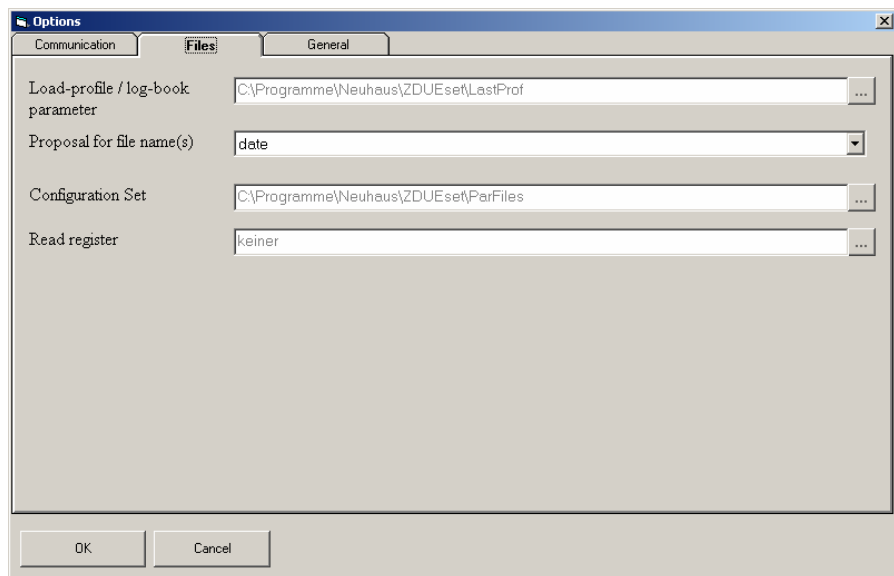 Options
Communication Files General
Load-profile / log-book
parameter
C:\Programme\Neuhaus\ZDUEset\LastProf ...
Proposal for file name(s) date
Configuration Set C:\Programme\Neuhaus\ZDUEset\ParFiles ...
Read register keiner ...
OK Cancel